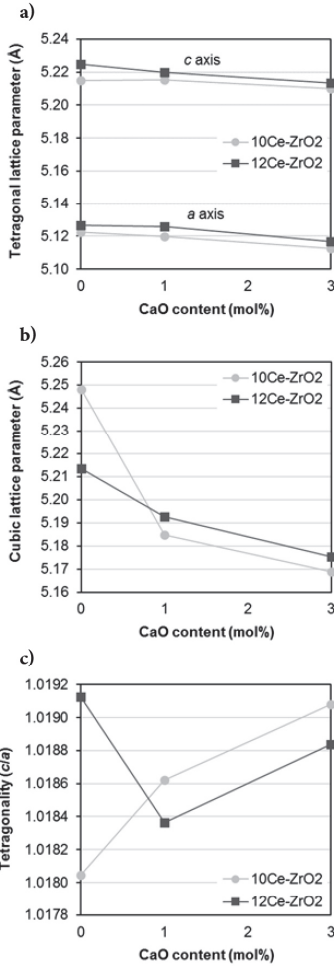 a)
Tetragonal lattice parameter (Å)
5.24
5.22
5.20
5.18
5.16
5.14
5.12
5.10
c axis
10Ce-ZrO2
12Ce-ZrO2
a axis
0
1
2
3
CaO content (mol%)
b)
Cubic lattice parameter (Å)
5.26
5.25
5.24
5.23
5.22
5.21
5.20
5.19
5.18
5.17
5.16
10Ce-ZrO2
12Ce-ZrO2
0
1
2
3
CaO content (mol%)
c)
Tetragonality (c/a)
1.0192
1.0190
1.0188
1.0186
1.0184
1.0182
1.0180
1.0178
10Ce-ZrO2
12Ce-ZrO2
0
1
2
3
CaO content (mol%)